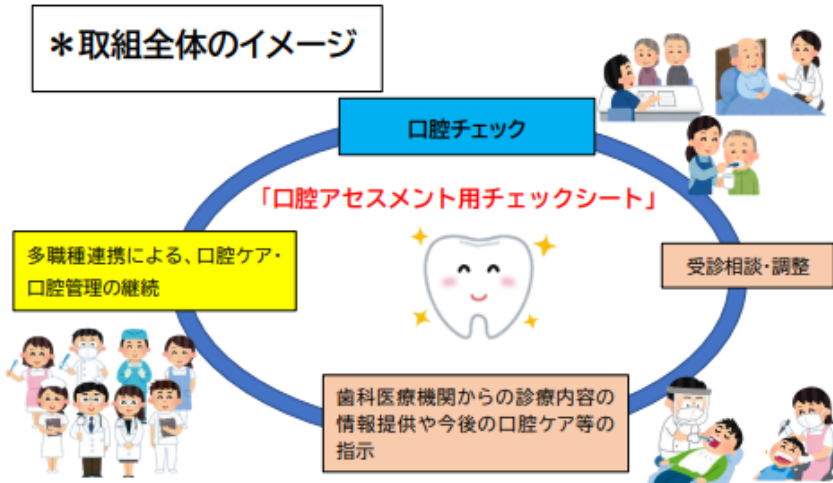 ＊取組全体のイメージ
口腔チェック
「口腔アセスメント用チェックシート」
多職種連携による、口腔ケア・
口腔管理の継続
受診相談・調整
歯科医療機関からの診療内容の
情報提供や今後の口腔ケア等の
指示